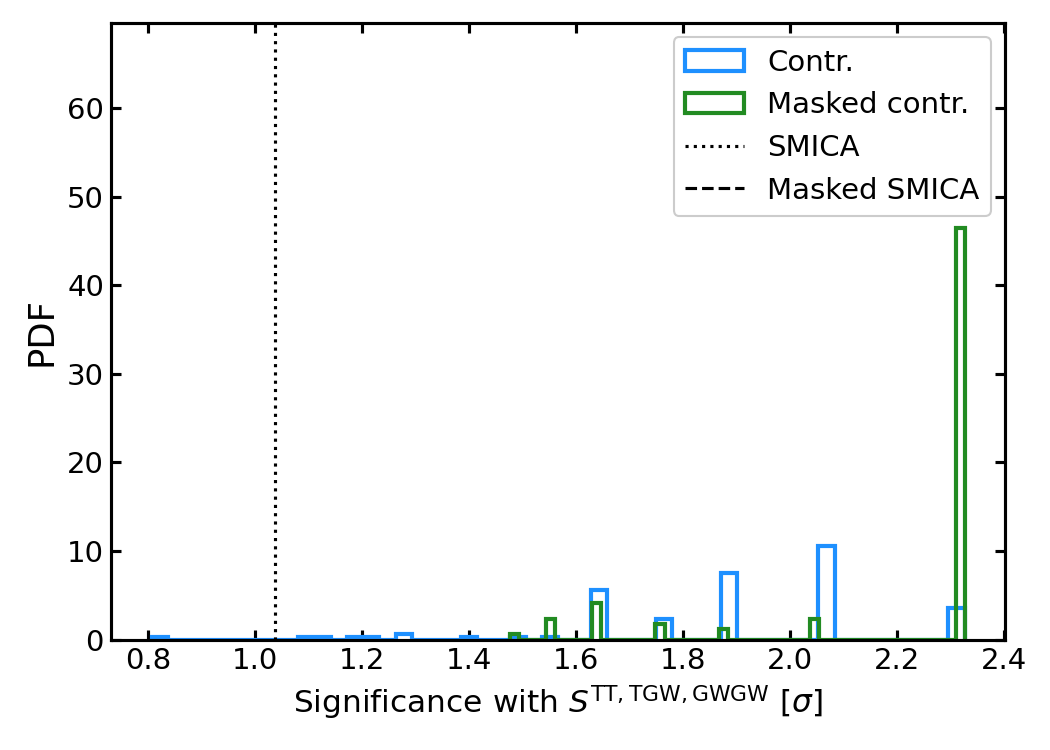 Contr.
Masked contr.
SMICA
Masked SMICA
PDF
60
50
40
30
20
10
0
0.8 1.0 1.2 1.4 1.6 1.8 2.0 2.2 2.4
Significance with S^TT, TGW, GWGW [σ]